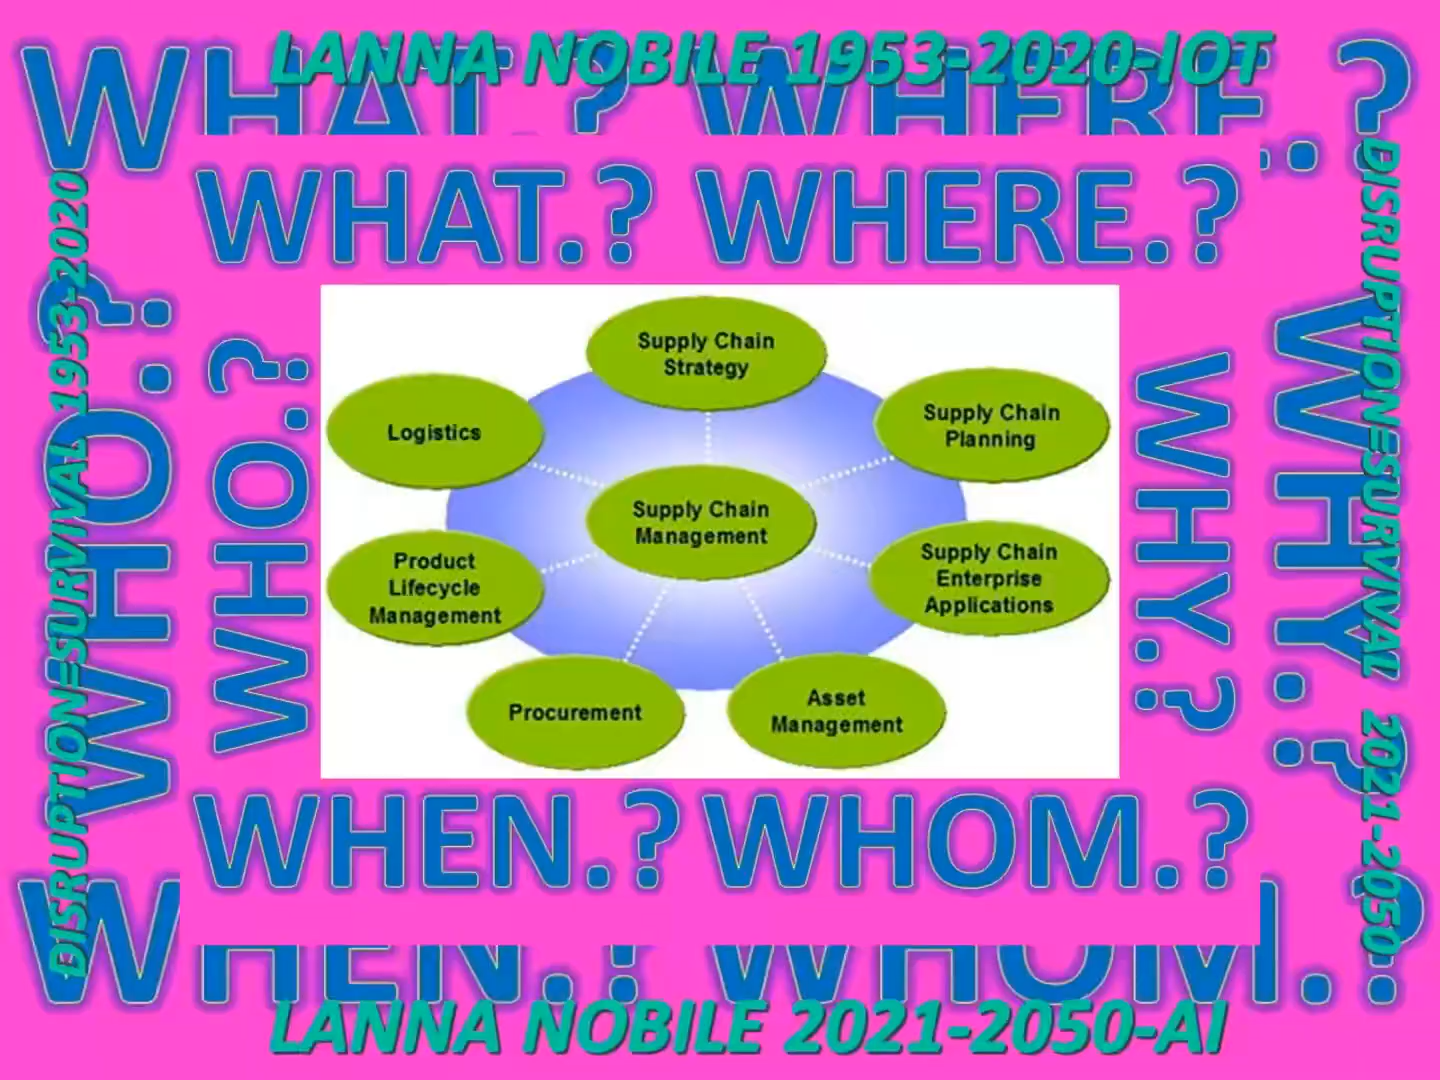 LANNA NOBILE 1953-2020-IOT
WHAT.? WHERE.?
WHAT.? WHERE.?
DISRUPTION=SURVIVAL 1953-2020
WHO.?
WHO.?
Supply Chain
Strategy
Logistics
Supply Chain
Planning
Supply Chain
Management
Product
Lifecycle
Management
Supply Chain
Enterprise
Applications
Procurement
Asset
Management
WHY.?
WHY.?
DISRUPTION=SURVIVAL 2021-2050
WHEN.? WHOM.?
WHEN.? WHOM.?
LANNA NOBILE 2021-2050-AI